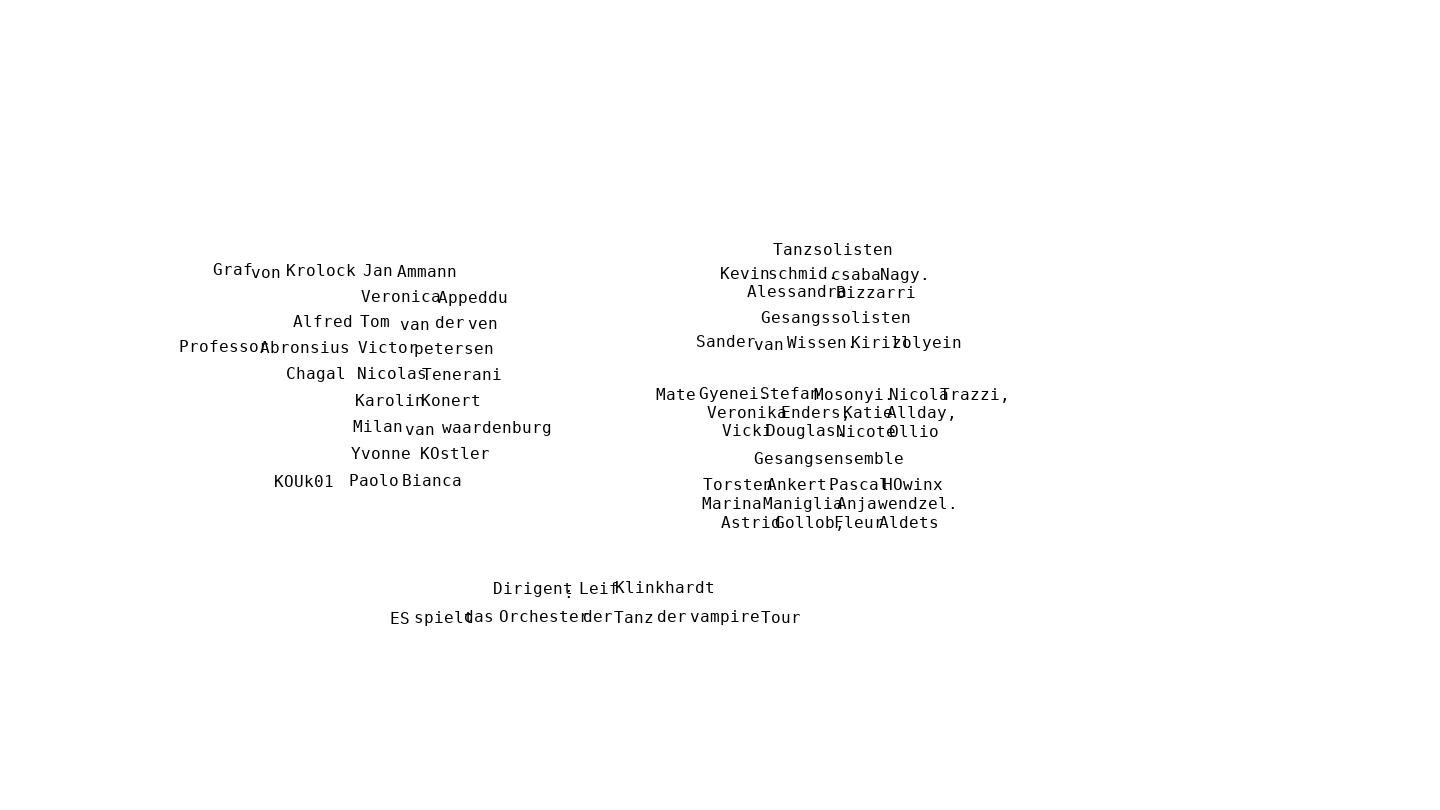 Graf von Krolock Jan Ammann
Veronica Appeddu
Alfred Tom van der ven
Professor Abronsius Victor petersen
Chagal Nicolas Tenerani
Karolin Konert
Milan van waardenburg
Yvonne KOstler
KOUk01 Paolo Bianca
Tanzsolisten
Kevin schmid. csaba Nagy.
Alessandra Bizzarri
Gesangssolisten
Sander van Wissen. Kirill
Mate Gyenei. Stefan Mosonyi. Nicola Trazzi,
Veronika Enders, Katie Allday,
Vicki Douglas. Nicote Ollio
Gesangsensemble
Torsten Ankert. Pascal HOwinx
Marina Maniglia Anja wendzel.
Astrid Gollob, Fleur Aldets
Dirigent : Leif Klinkhardt
ES spielt das Orchester der Tanz der vampire Tour